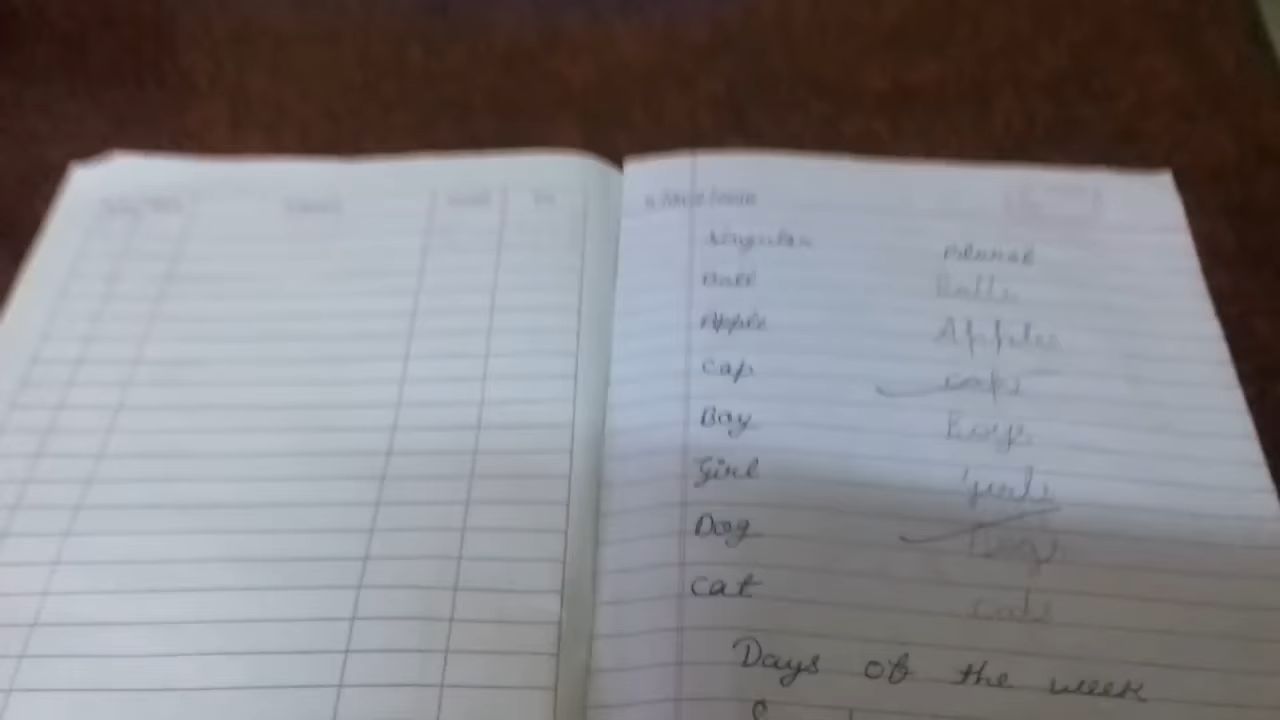 Singular Plural
Ball Balls
Apple Apples
Cap caps
Boy Boys
Girl girls
Dog Dogs
Cat cats
Days of the week